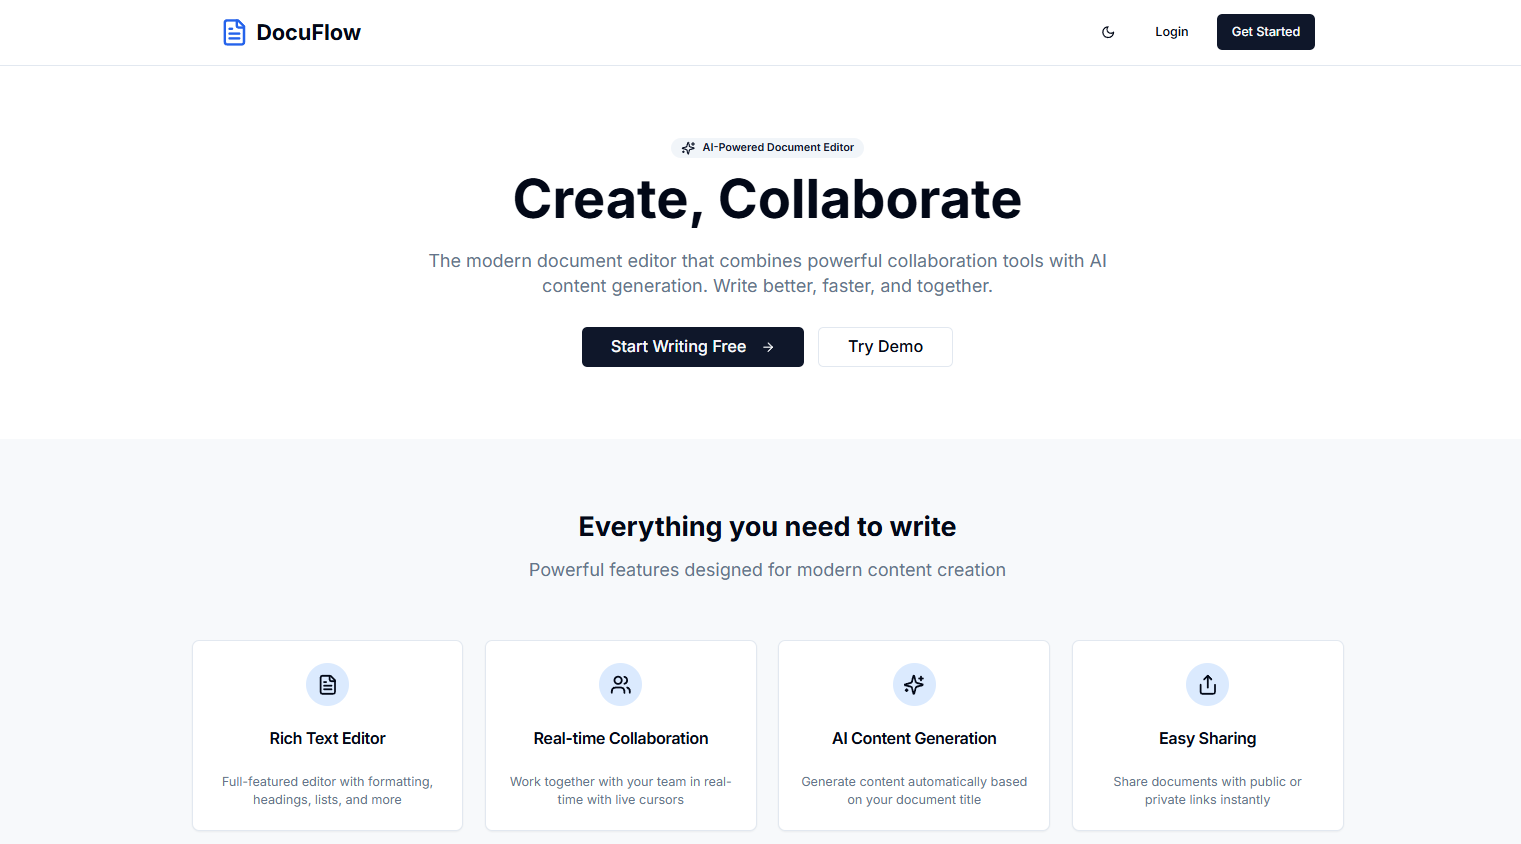 DocuFlow
Login
Get Started
AI-Powered Document Editor
Create, Collaborate
The modern document editor that combines powerful collaboration tools with AI
content generation. Write better, faster, and together.
Start Writing Free
Try Demo
Everything you need to write
Powerful features designed for modern content creation
Rich Text Editor
Full-featured editor with formatting,
headings, lists, and more
Real-time Collaboration
Work together with your team in real-
time with live cursors
AI Content Generation
Generate content automatically based
on your document title
Easy Sharing
Share documents with public or
private links instantly